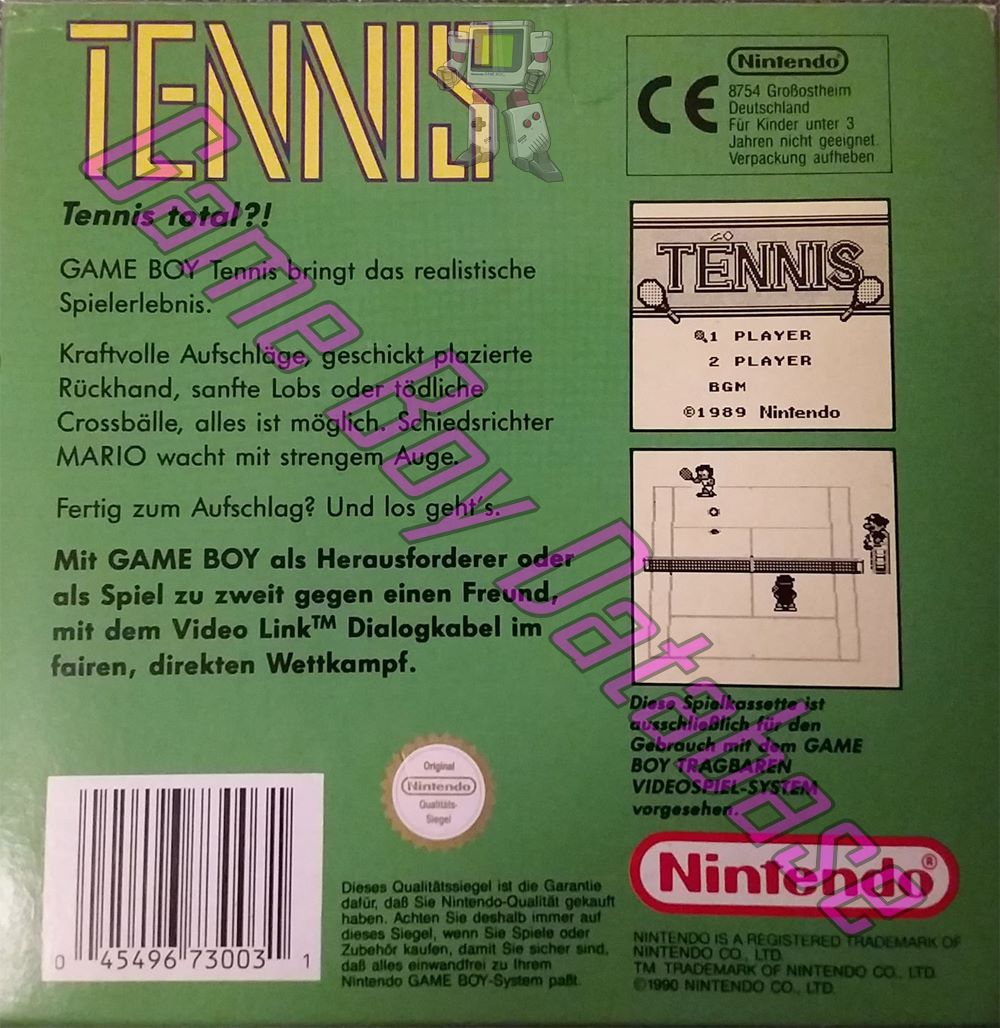 TENNIS
Nintendo
8754 Großostheim
Deutschland
Für Kinder unter 3
Jahren nicht geeignet.
Verpackung aufheben
CE
Tennis total?!
GAME BOY Tennis bringt das realistische
Spielerlebnis.
Kraftvolle Aufschläge, geschickt plazierte
Rückhand, sanfte Lobs oder tödliche
Crossbälle, alles ist möglich. Schiedsrichter
MARIO wacht mit strengem Auge.
Fertig zum Aufschlag? Und los geht's.
Mit GAME BOY als Herausforderer oder
als Spiel zu zweit gegen einen Freund,
mit dem Video Link™ Dialogkabel im
fairen, direkten Wettkampf.
TENNIS
1 PLAYER
2 PLAYER
BGM
©1989 Nintendo
Diese Spielkassette ist
ausschließlich für den
Gebrauch mit dem GAME
BOY TRAGBAREN
VIDEOSPIEL-SYSTEM
vorgesehen.
Original
Nintendo
Qualitäts-
Siegel
0 45496 73003 1
Dieses Qualitätssiegel ist die Garantie
dafür, daß Sie Nintendo-Qualität gekauft
haben. Achten Sie deshalb immer auf
dieses Siegel, wenn Sie Spiele oder
Zubehör kaufen, damit Sie sicher sind,
daß alles einwandfrei zu Ihrem
Nintendo GAME BOY-System paßt.
Nintendo®
NINTENDO IS A REGISTERED TRADEMARK OF
NINTENDO CO., LTD.
TM TRADEMARK OF NINTENDO CO., LTD.
©1990 NINTENDO CO., LTD.
Game Boy Database